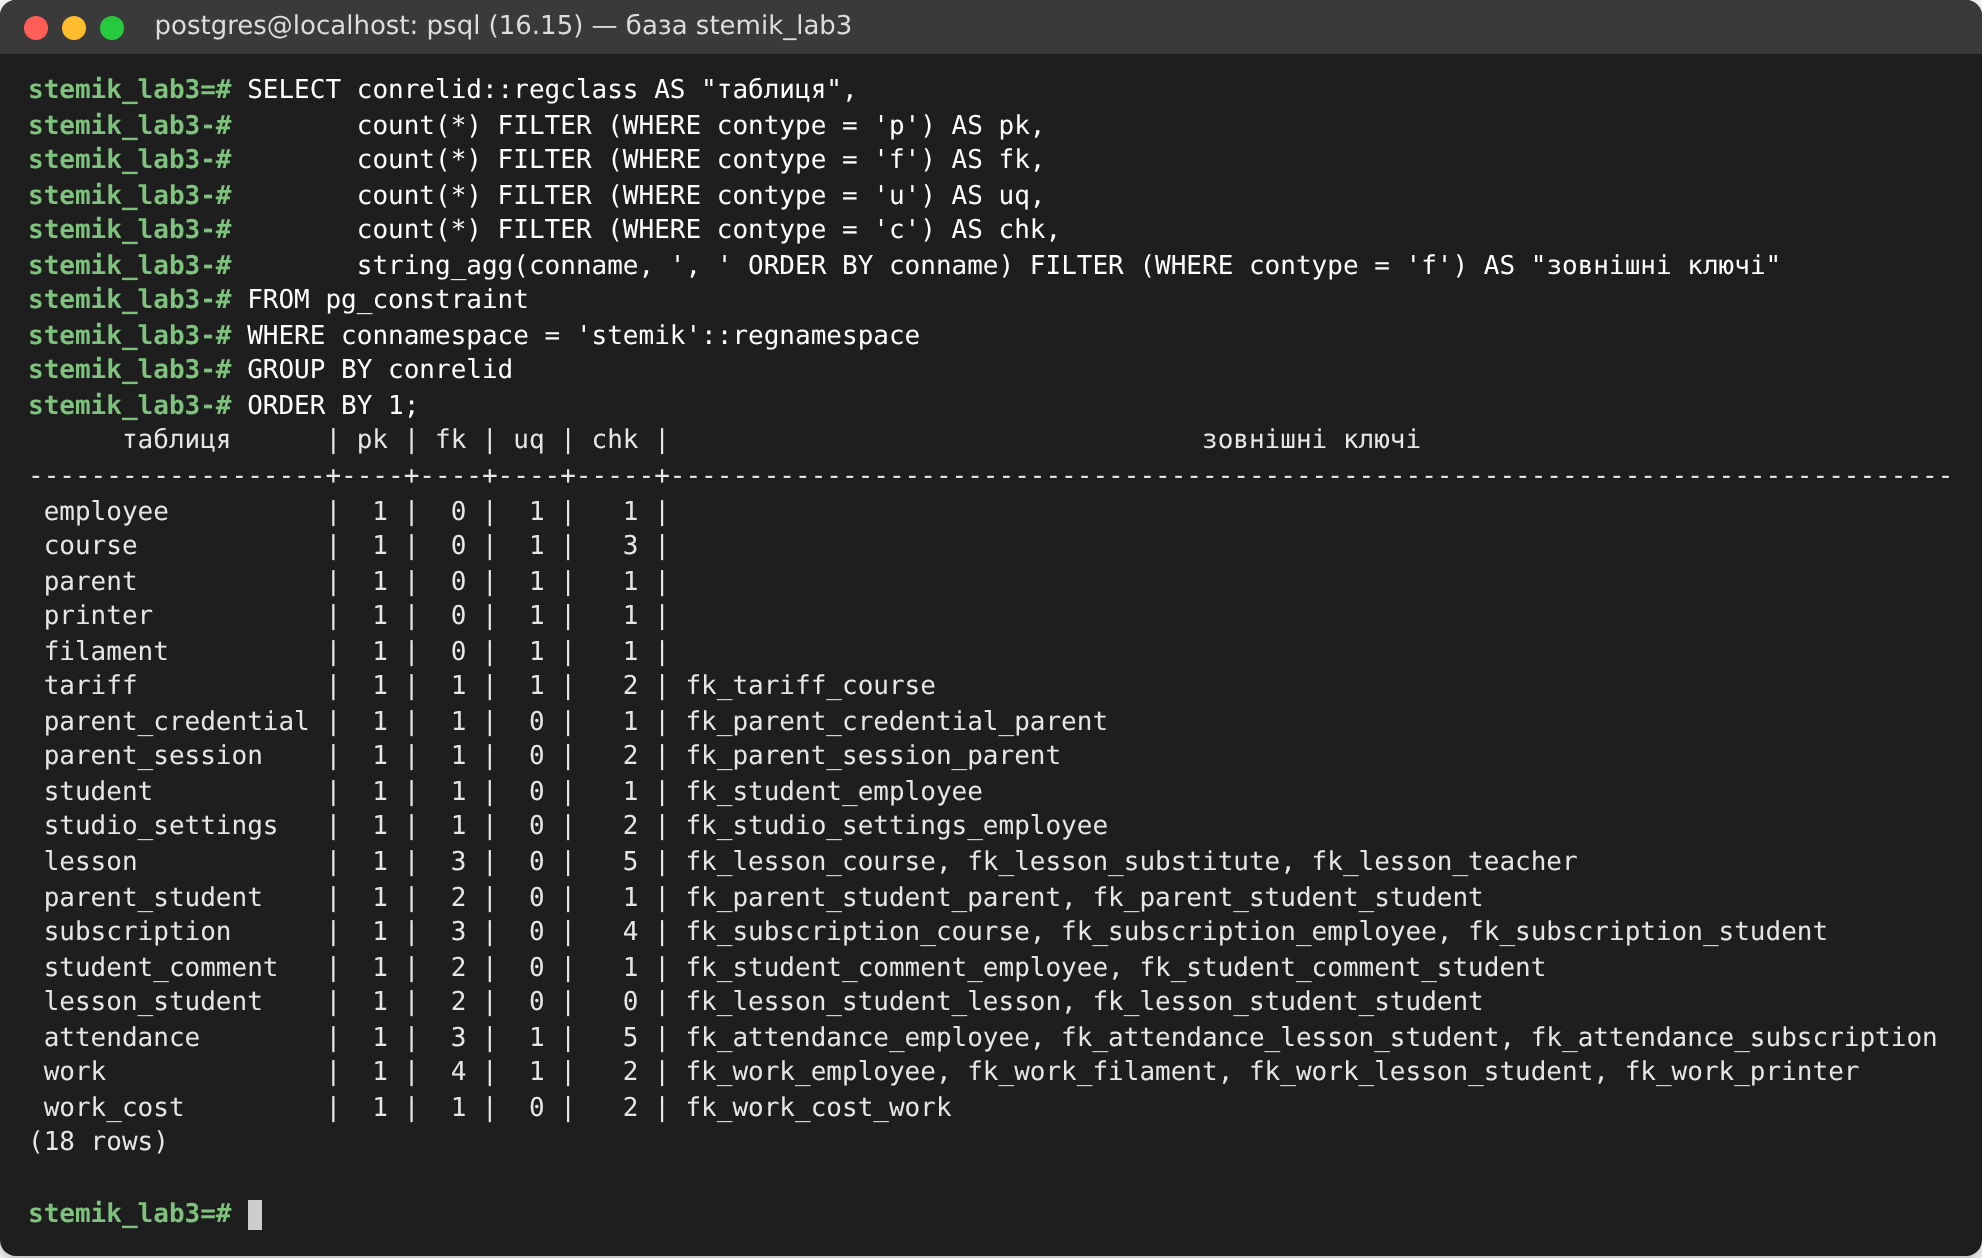 postgres@localhost: psql (16.15) — база stemik_lab3
stemik_lab3=# SELECT conrelid::regclass AS "таблиця",
stemik_lab3-#        count(*) FILTER (WHERE contype = 'p') AS pk,
stemik_lab3-#        count(*) FILTER (WHERE contype = 'f') AS fk,
stemik_lab3-#        count(*) FILTER (WHERE contype = 'u') AS uq,
stemik_lab3-#        count(*) FILTER (WHERE contype = 'c') AS chk,
stemik_lab3-#        string_agg(conname, ', ' ORDER BY conname) FILTER (WHERE contype = 'f') AS "зовнішні ключі"
stemik_lab3-# FROM pg_constraint
stemik_lab3-# WHERE connamespace = 'stemik'::regnamespace
stemik_lab3-# GROUP BY conrelid
stemik_lab3-# ORDER BY 1;
      таблиця      | pk | fk | uq | chk |                                  зовнішні ключі
-------------------+----+----+----+-----+----------------------------------------------------------------------------------
 employee          |  1 |  0 |  1 |   1 |
 course            |  1 |  0 |  1 |   3 |
 parent            |  1 |  0 |  1 |   1 |
 printer           |  1 |  0 |  1 |   1 |
 filament          |  1 |  0 |  1 |   1 |
 tariff            |  1 |  1 |  1 |   2 | fk_tariff_course
 parent_credential |  1 |  1 |  0 |   1 | fk_parent_credential_parent
 parent_session    |  1 |  1 |  0 |   2 | fk_parent_session_parent
 student           |  1 |  1 |  0 |   1 | fk_student_employee
 studio_settings   |  1 |  1 |  0 |   2 | fk_studio_settings_employee
 lesson            |  1 |  3 |  0 |   5 | fk_lesson_course, fk_lesson_substitute, fk_lesson_teacher
 parent_student    |  1 |  2 |  0 |   1 | fk_parent_student_parent, fk_parent_student_student
 subscription      |  1 |  3 |  0 |   4 | fk_subscription_course, fk_subscription_employee, fk_subscription_student
 student_comment   |  1 |  2 |  0 |   1 | fk_student_comment_employee, fk_student_comment_student
 lesson_student    |  1 |  2 |  0 |   0 | fk_lesson_student_lesson, fk_lesson_student_student
 attendance        |  1 |  3 |  1 |   5 | fk_attendance_employee, fk_attendance_lesson_student, fk_attendance_subscription
 work              |  1 |  4 |  1 |   2 | fk_work_employee, fk_work_filament, fk_work_lesson_student, fk_work_printer
 work_cost         |  1 |  1 |  0 |   2 | fk_work_cost_work
(18 rows)
stemik_lab3=#